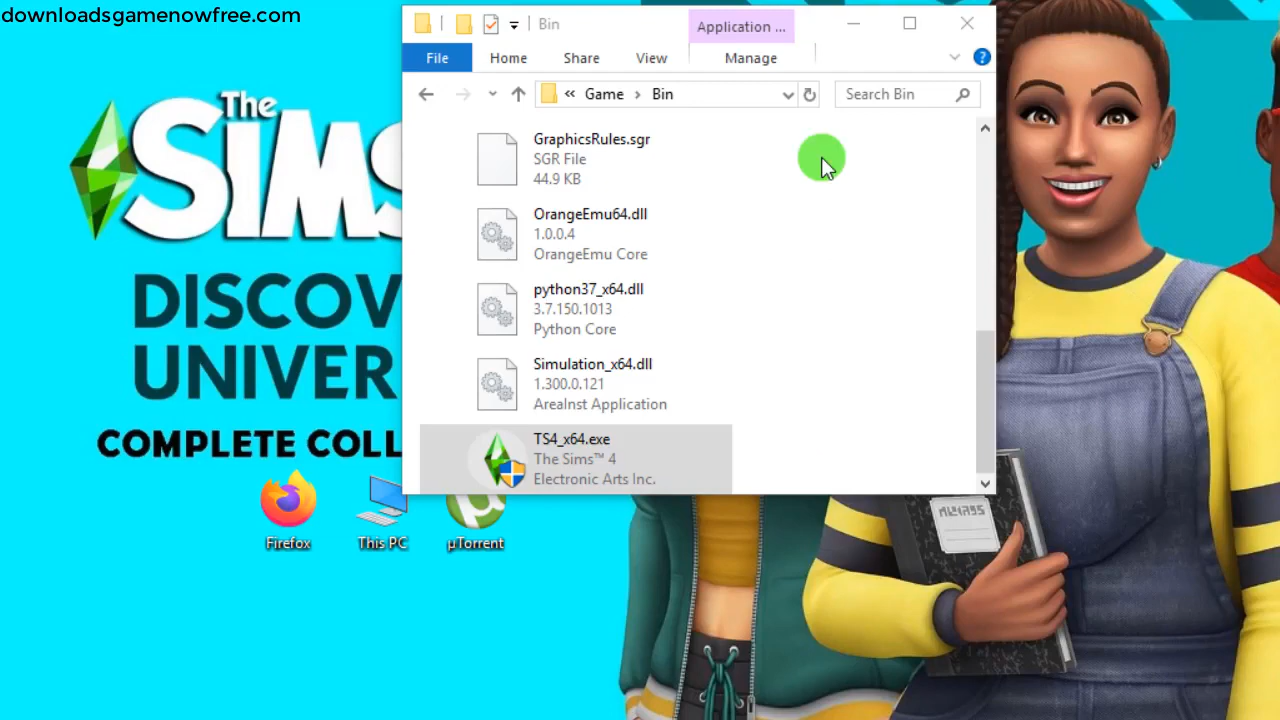 downloadsgamenowfree.com
Bin
Application ...
File
Home
Share
View
Manage
« Game › Bin
Search Bin
The
SIMS
DISCOV
UNIVER
COMPLETE COLL
GraphicsRules.sgr
SGR File
44.9 KB
OrangeEmu64.dll
1.0.0.4
OrangeEmu Core
python37_x64.dll
3.7.150.1013
Python Core
Simulation_x64.dll
1.300.0.121
AreaInst Application
TS4_x64.exe
The Sims™ 4
Electronic Arts Inc.
Firefox
This PC
µTorrent